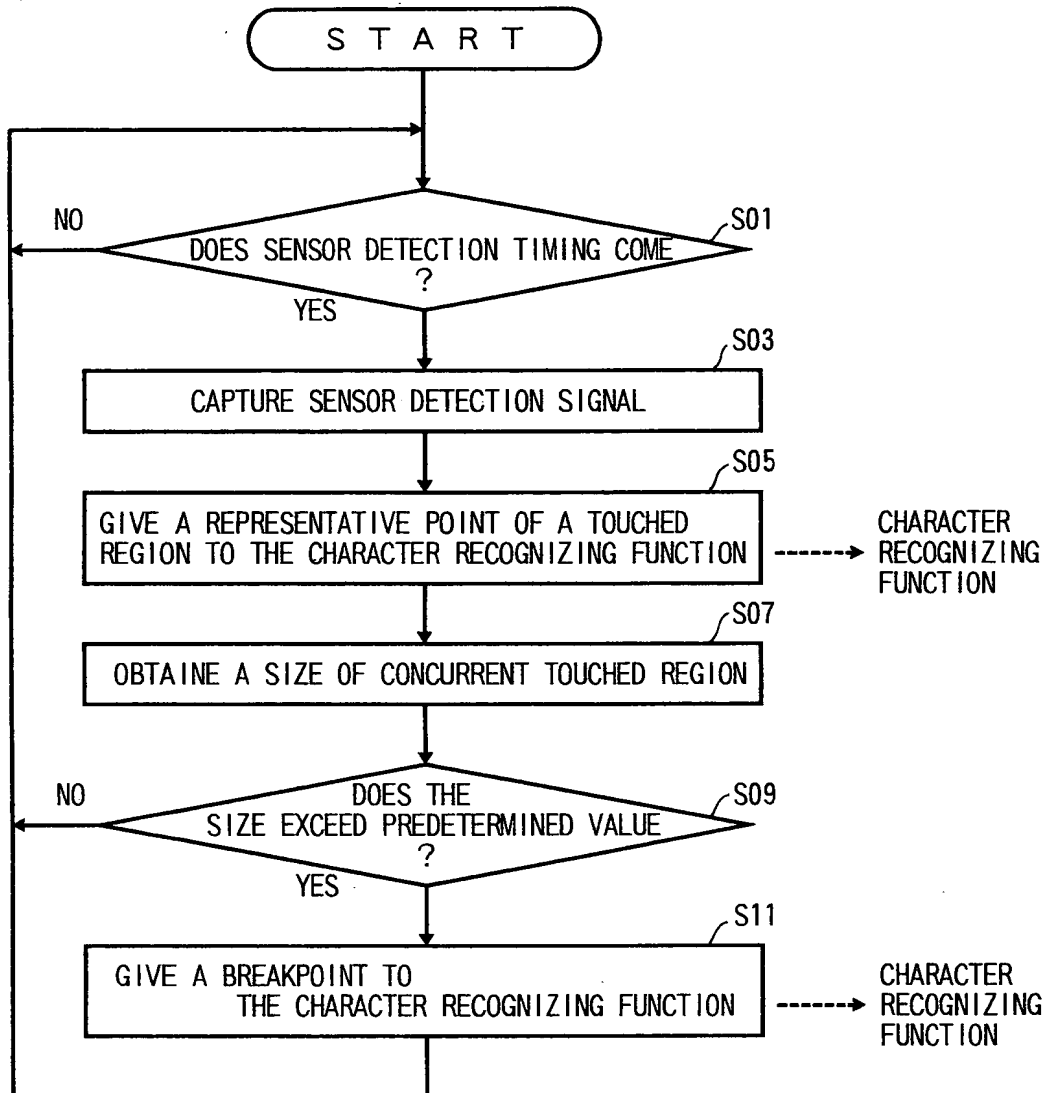 START
NO
S01
DOES SENSOR DETECTION TIMING COME
?
YES
S03
CAPTURE SENSOR DETECTION SIGNAL
S05
GIVE A REPRESENTATIVE POINT OF A TOUCHED
REGION TO THE CHARACTER RECOGNIZING FUNCTION
CHARACTER
RECOGNIZING
FUNCTION
S07
OBTAINE A SIZE OF CONCURRENT TOUCHED REGION
NO
DOES THE
S09
SIZE EXCEED PREDETERMINED VALUE
?
YES
S11
GIVE A BREAKPOINT TO
THE CHARACTER RECOGNIZING FUNCTION
CHARACTER
RECOGNIZING
FUNCTION